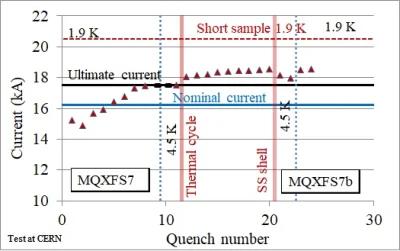 22
20
18
16
14
12
10
Current (kA)
1.9 K
Short sample 1.9 K
1.9 K
Ultimate current
Nominal current
4.5 K
Thermal cycle
SS shell
4.5 K
MQXFS7
MQXFS7b
0
10
20
30
Test at CERN
Quench number